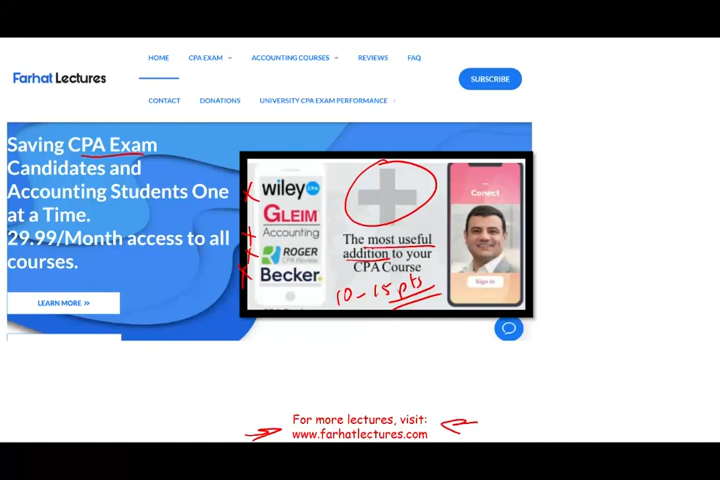 HOME
CPA EXAM
ACCOUNTING COURSES
REVIEWS
FAQ
Farhat Lectures
SUBSCRIBE
CONTACT
DONATIONS
UNIVERSITY CPA EXAM PERFORMANCE
Saving CPA Exam
Candidates and
Accounting Students One
at a Time.
29.99/Month access to all
courses.
LEARN MORE »
wiley CPA
GLEIM
Accounting
ROGER
CPA Review
Becker.
The most useful
addition to your
CPA Course
10-15 pts
Conect
Sign in
For more lectures, visit:
www.farhatlectures.com